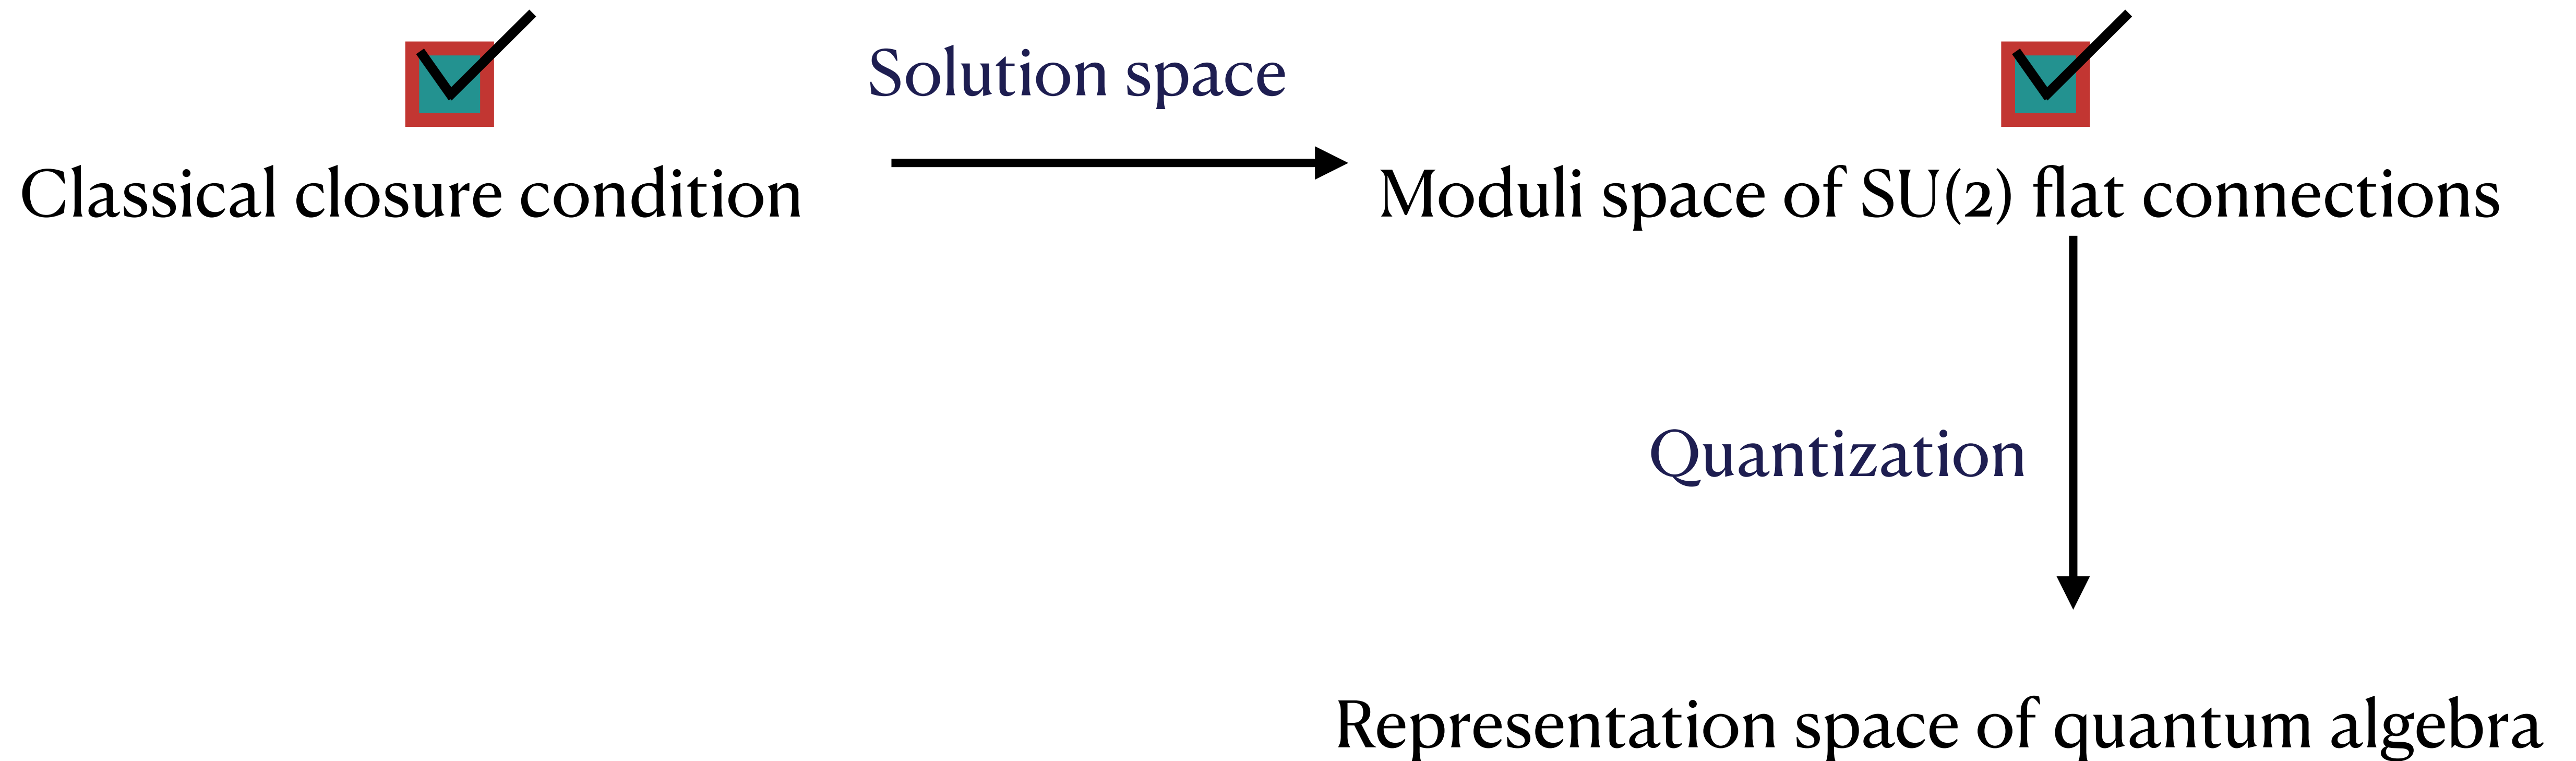 Solution space
Classical closure condition
Moduli space of SU(2) flat connections
Quantization
Representation space of quantum algebra